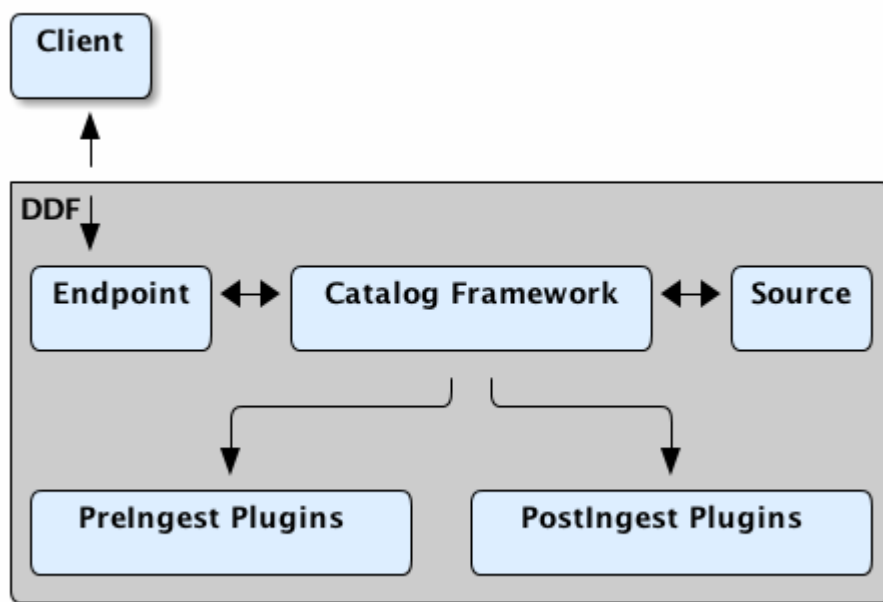 Client
DDF
Endpoint
Catalog Framework
Source
PreIngest Plugins
PostIngest Plugins